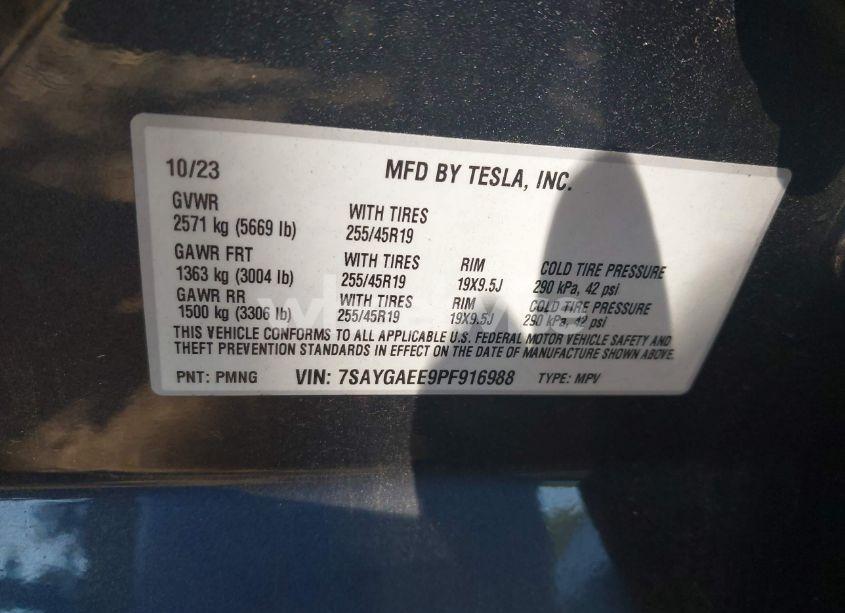 10/23 MFD BY TESLA, INC.
GVWR
2571 kg (5669 lb) WITH TIRES 255/45R19
GAWR FRT
1363 kg (3004 lb) WITH TIRES 255/45R19 RIM 19X9.5J COLD TIRE PRESSURE 290 kPa, 42 psi
GAWR RR
1500 kg (3306 lb) WITH TIRES 255/45R19 RIM 19X9.5J COLD TIRE PRESSURE 290 kPa, 42 psi
THIS VEHICLE CONFORMS TO ALL APPLICABLE U.S. FEDERAL MOTOR VEHICLE SAFETY AND
THEFT PREVENTION STANDARDS IN EFFECT ON THE DATE OF MANUFACTURE SHOWN ABOVE.
PNT: PMNG VIN: 7SAYGAEE9PF916988 TYPE: MPV